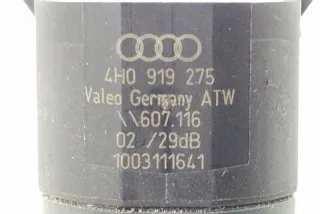 4H0 919 275
Valeo Germany ATW
\\607.116
02 /29dB
1003111641